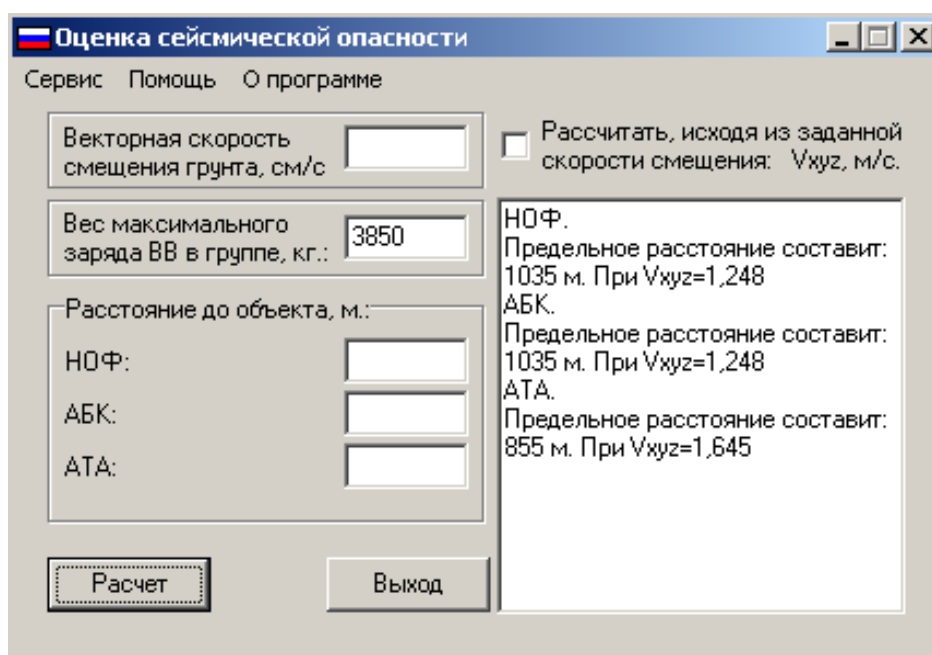 Оценка сейсмической опасности
Сервис Помощь О программе
Векторная скорость
смещения грунта, см/с
Рассчитать, исходя из заданной
скорости смещения: Vxyz, м/с.
Вес максимального
заряда ВВ в группе, кг.:
3850
Расстояние до объекта, м.:
НОФ:
АБК:
АТА:
НОФ.
Предельное расстояние составит:
1035 м. При Vxyz=1,248
АБК.
Предельное расстояние составит:
1035 м. При Vxyz=1,248
АТА.
Предельное расстояние составит:
855 м. При Vxyz=1,645
Расчет
Выход